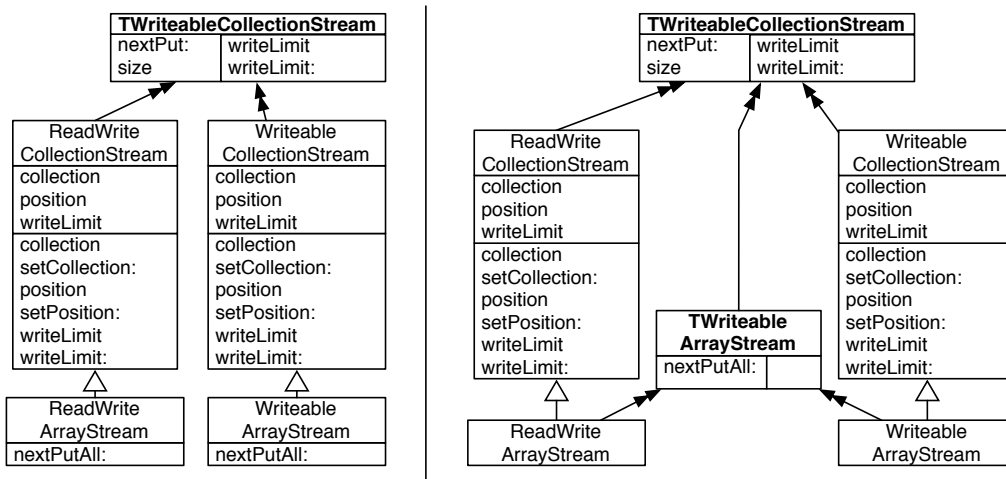 TWriteableCollectionStream
nextPut:
size
writeLimit
writeLimit:
ReadWrite
CollectionStream
collection
position
writeLimit
collection
setCollection:
position
setPosition:
writeLimit
writeLimit:
ReadWrite
ArrayStream
nextPutAll:
Writeable
CollectionStream
collection
position
writeLimit
collection
setCollection:
position
setPosition:
writeLimit
writeLimit:
Writeable
ArrayStream
nextPutAll:
TWriteableCollectionStream
nextPut:
size
writeLimit
writeLimit:
ReadWrite
CollectionStream
collection
position
writeLimit
collection
setCollection:
position
setPosition:
writeLimit
writeLimit:
ReadWrite
ArrayStream
TWriteable
ArrayStream
nextPutAll:
Writeable
CollectionStream
collection
position
writeLimit
collection
setCollection:
position
setPosition:
writeLimit
writeLimit:
Writeable
ArrayStream